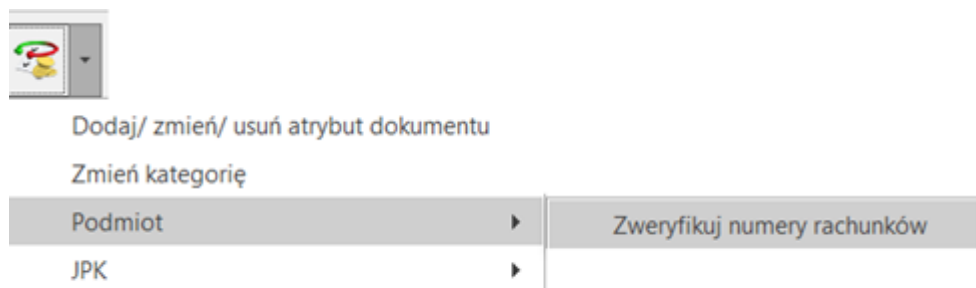 Dodaj/ zmień/ usuń atrybut dokumentu
Zmień kategorię
Podmiot
Zweryfikuj numery rachunków
JPK